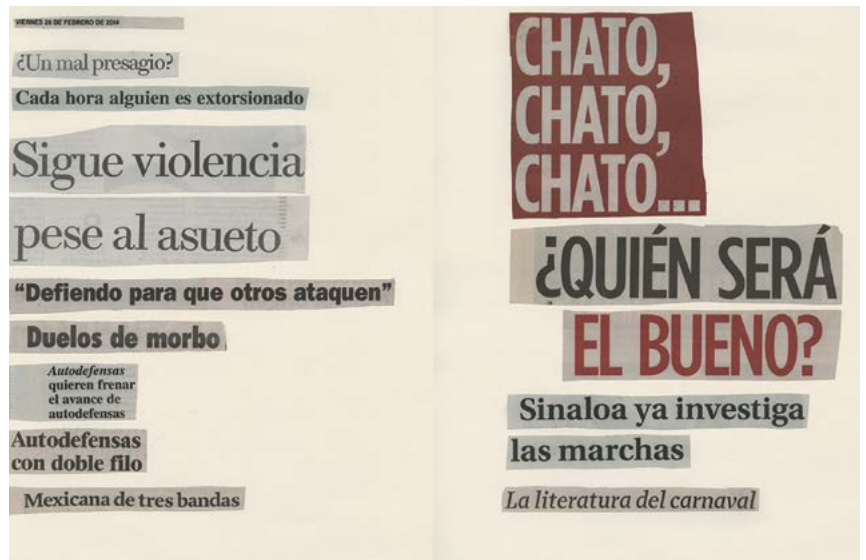 VIERNES 28 DE FEBRERO DE 2014
¿Un mal presagio?
Cada hora alguien es extorsionado
Sigue violencia
pese al asueto
“Defiendo para que otros ataquen”
Duelos de morbo
Autodefensas
quieren frenar
el avance de
autodefensas
Autodefensas
con doble filo
Mexicana de tres bandas
CHATO,
CHATO,
CHATO...
¿QUIÉN SERÁ
EL BUENO?
Sinaloa ya investiga
las marchas
La literatura del carnaval